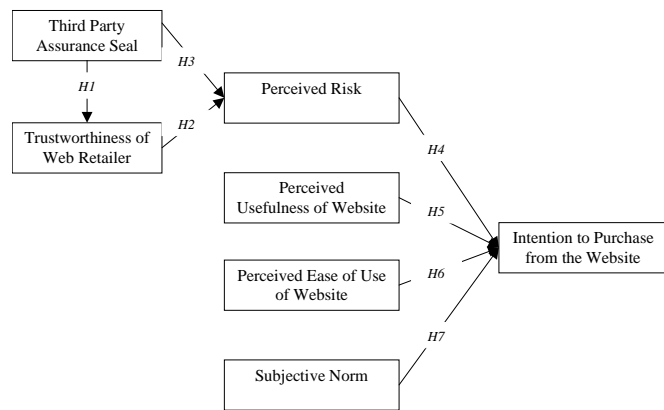 Third Party
Assurance Seal
H3
H1
Perceived Risk
H2
Trustworthiness of
Web Retailer
H4
Perceived
Usefulness of Website
H5
Intention to Purchase
from the Website
Perceived Ease of Use
of Website
H6
H7
Subjective Norm